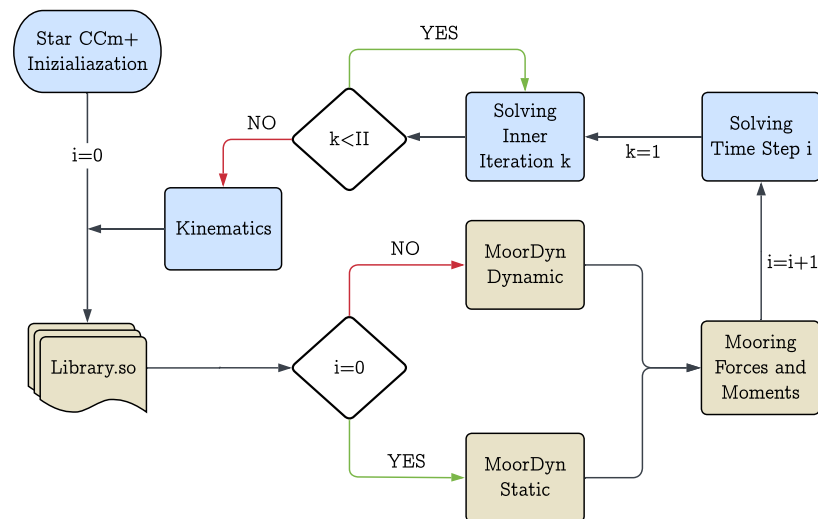 Star CCm+
Inizialiazation
YES
Solving
Inner
Iteration k
Solving
Time Step i
k<II
NO
k=1
i=0
Kinematics
MoorDyn
Dynamic
NO
i=i+1
Library.so
i=0
Mooring
Forces and
Moments
YES
MoorDyn
Static